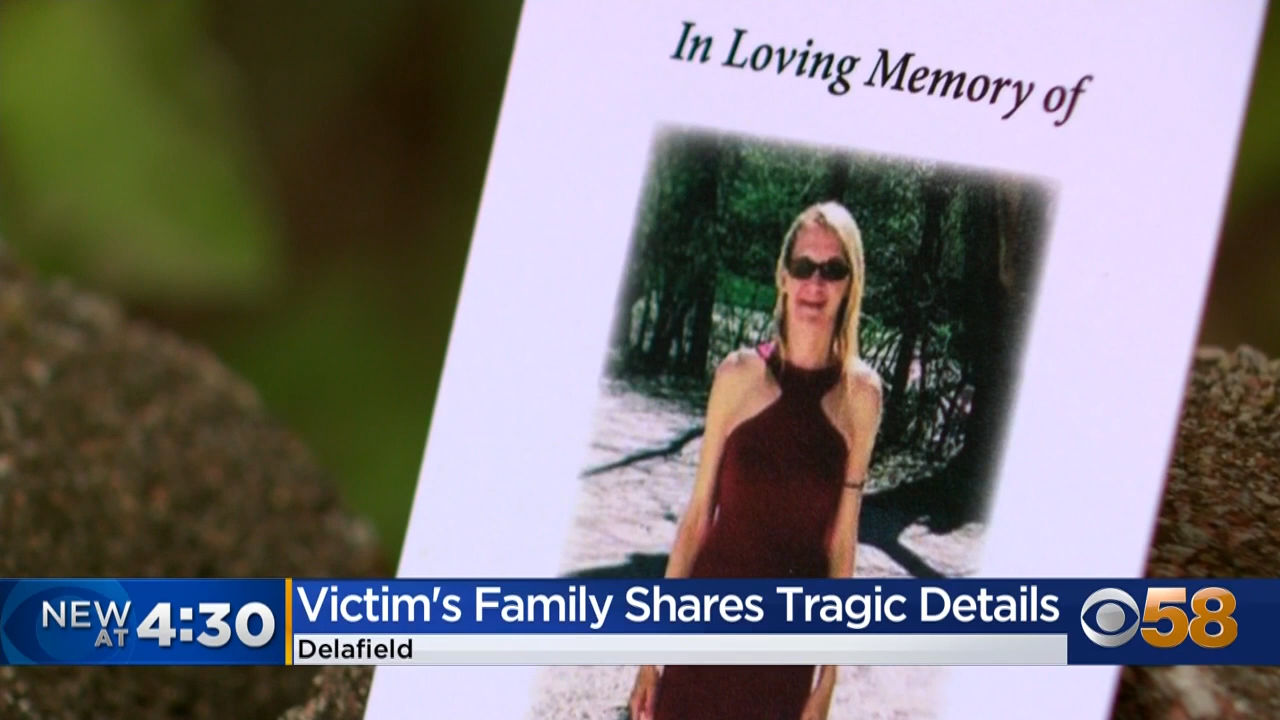 In Loving Memory of
NEW AT 4:30
Victim's Family Shares Tragic Details
Delafield
58